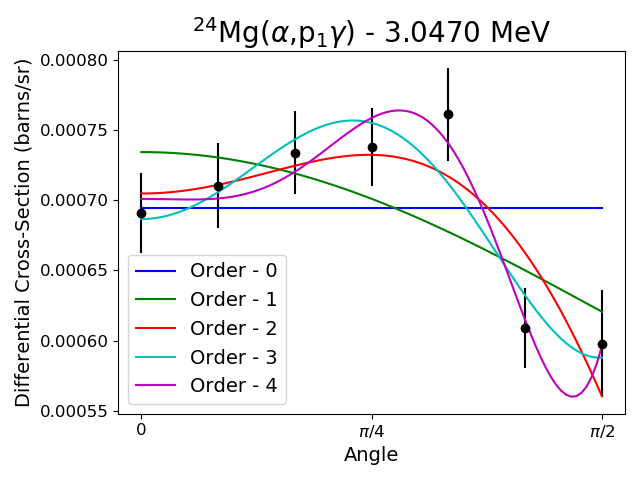 ²⁴Mg(α,p₁γ) - 3.0470 MeV
Differential Cross-Section (barns/sr)
0.00080
0.00075
0.00070
0.00065
0.00060
0.00055
Order - 0
Order - 1
Order - 2
Order - 3
Order - 4
0
π/4
π/2
Angle